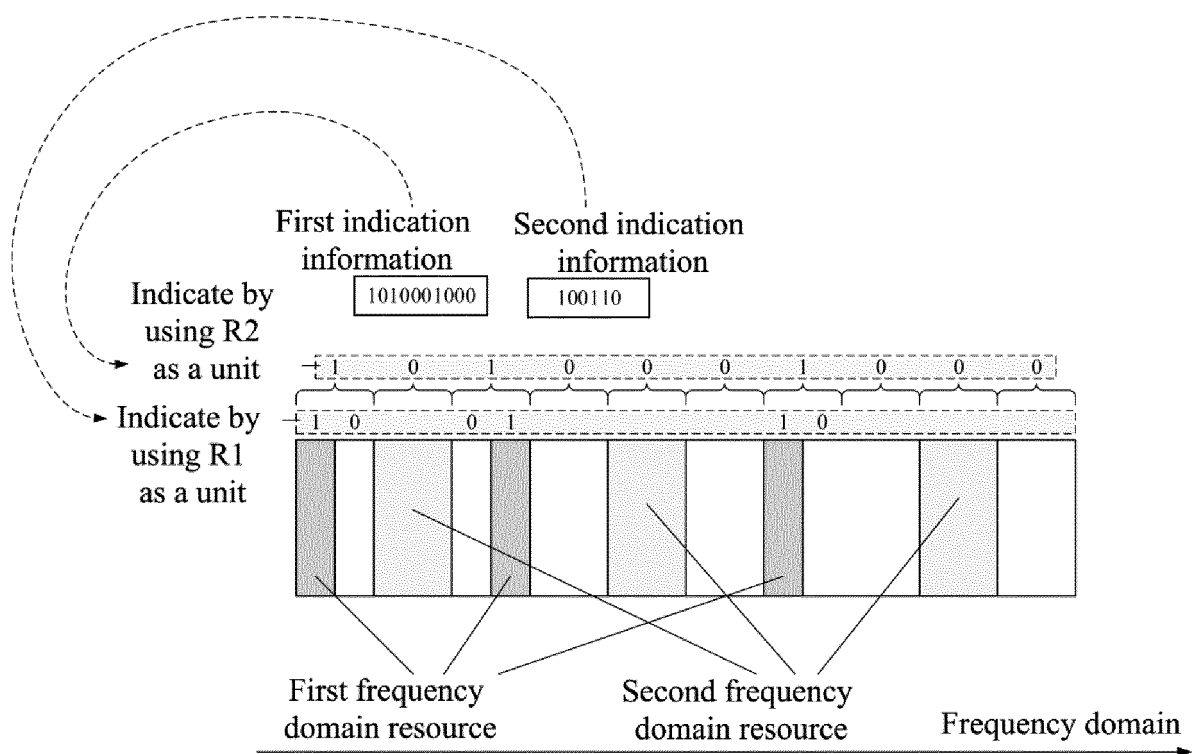 First indication
information
Second indication
information
1010001000
100110
Indicate by
using R2
as a unit
1 0 1 0 0 0 1 0 0 0
Indicate by
using R1
as a unit
1 0 0 1 1 0
First frequency
domain resource
Second frequency
domain resource
Frequency domain